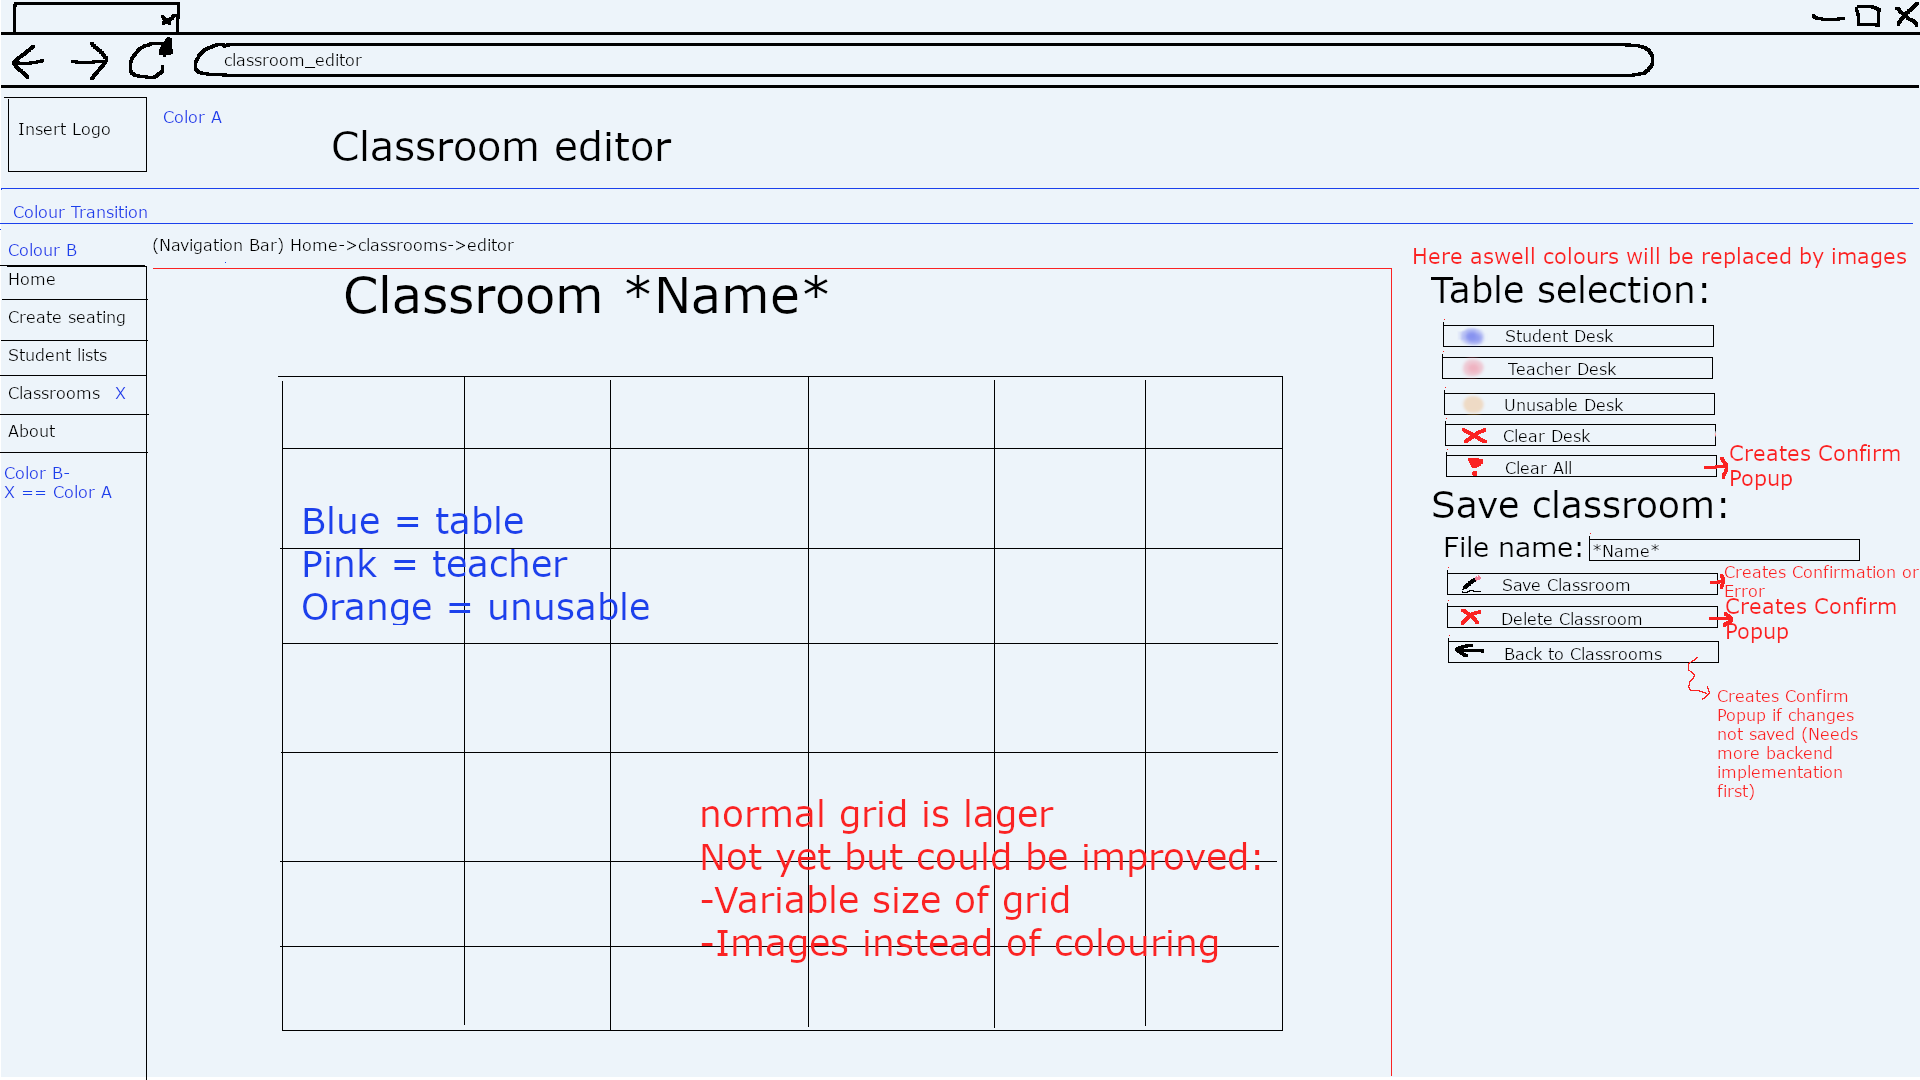 classroom_editor
Insert Logo
Color A
Classroom editor
Colour Transition
Colour B
(Navigation Bar) Home->classrooms->editor
Home
Create seating
Student lists
Classrooms X
About
Color B-
X == Color A
Classroom *Name*
Blue = table
Pink = teacher
Orange = unusable
normal grid is lager
Not yet but could be improved:
-Variable size of grid
-Images instead of colouring
Here aswell colours will be replaced by images
Table selection:
Student Desk
Teacher Desk
Unusable Desk
Clear Desk
Clear All
Creates Confirm
Popup
Save classroom:
File name: *Name*
Save Classroom
Creates Confirmation or
Error
Delete Classroom
Creates Confirm
Popup
Back to Classrooms
Creates Confirm
Popup if changes
not saved (Needs
more backend
implementation
first)